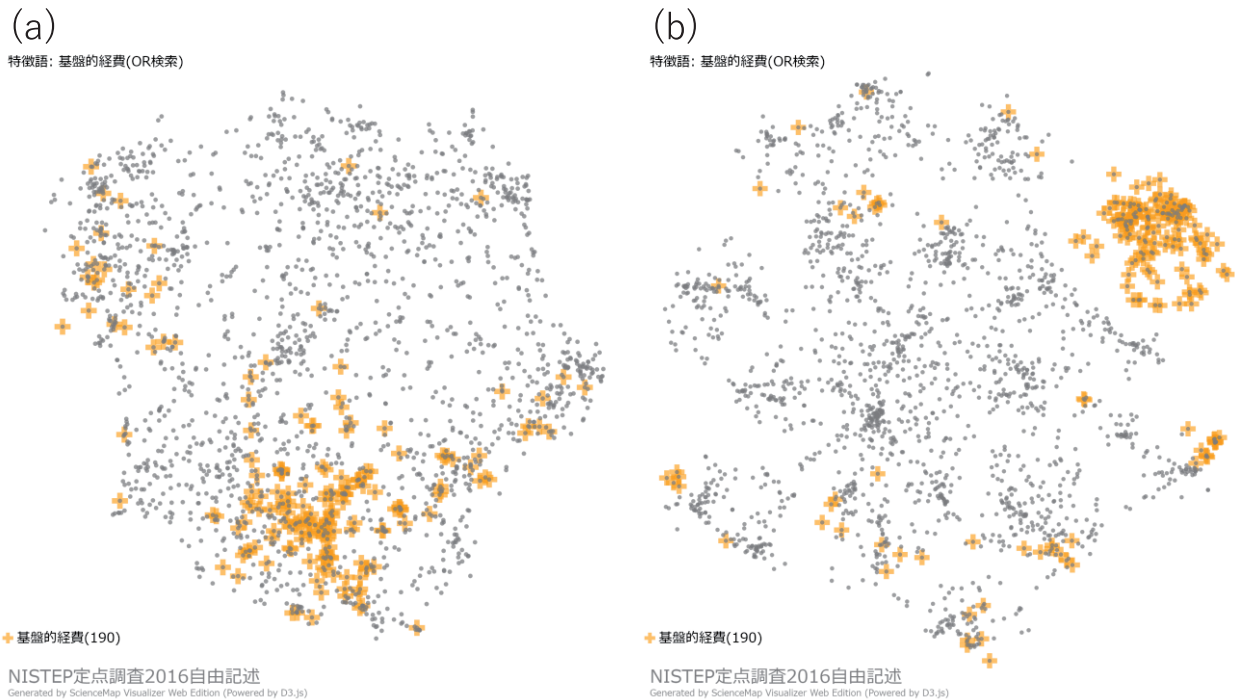 (a)
特徴語: 基盤的経費(OR検索)
基盤的経費(190)
NISTEP定点調査2016自由記述
Generated by ScienceMap Visualizer Web Edition (Powered by D3.js)
(b)
特徴語: 基盤的経費(OR検索)
基盤的経費(190)
NISTEP定点調査2016自由記述
Generated by ScienceMap Visualizer Web Edition (Powered by D3.js)